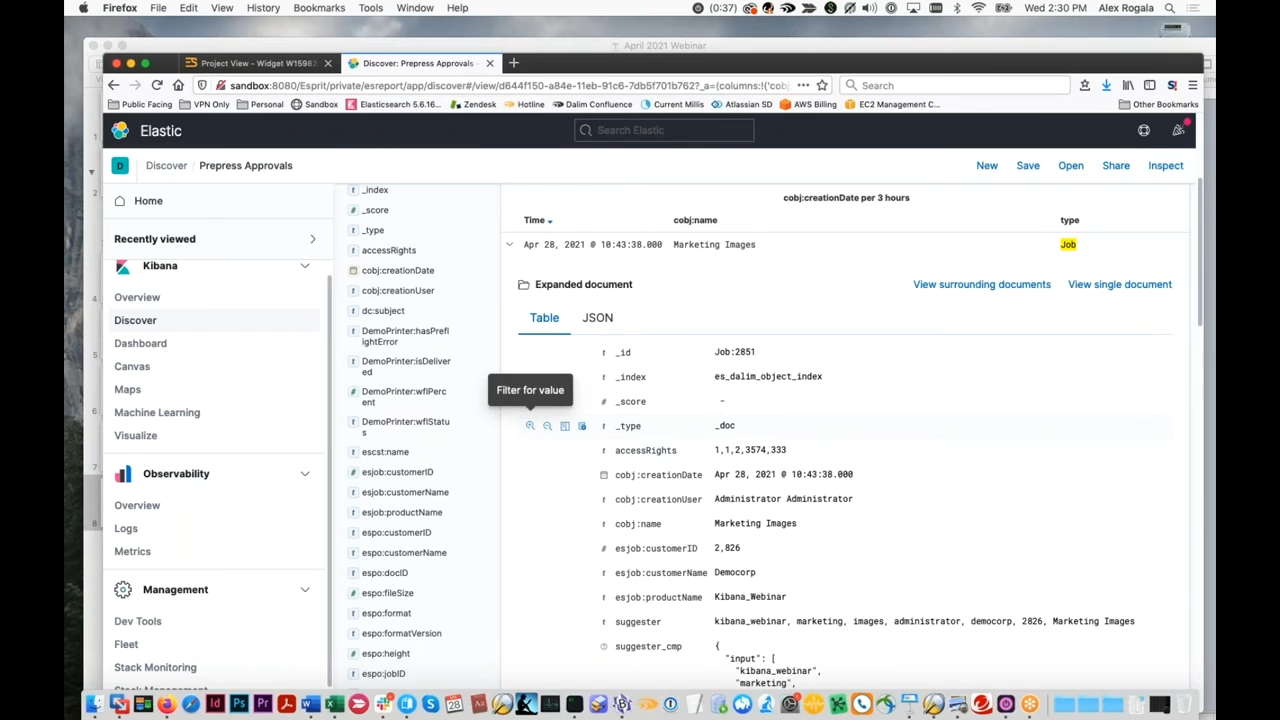 Firefox File Edit View History Bookmarks Tools Window Help (0:37) Wed 2:30 PM Alex Rogala
April 2021 Webinar
Project View - Widget W1598 Discover: Prepress Approvals -
sandbox:8080/Esprit/private/esreport/app/discover#/view/d644f150-a84e-11eb-91c6-7db5f701b762?_a=(columns:!('cobj Search
Public Facing VPN Only Personal Sandbox Elasticsearch 5.6.16... Zendesk Hotline Dalim Confluence Current Millis Atlassian SD AWS Billing EC2 Management C... Other Bookmarks
Elastic Search Elastic
D Discover / Prepress Approvals New Save Open Share Inspect
Home
Recently viewed
Kibana
Overview
Discover
Dashboard
Canvas
Maps
Machine Learning
Visualize
Observability
Overview
Logs
Metrics
Management
Dev Tools
Fleet
Stack Monitoring
t _index
# _score
t _type
t accessRights
cobj:creationDate
t cobj:creationUser
t dc:subject
t DemoPrinter:hasPrefl
ightError
t DemoPrinter:isDeliver
ed
# DemoPrinter:wflPerc
ent
t DemoPrinter:wflStatu
s
t escst:name
# esjob:customerID
t esjob:customerName
t esjob:productName
t espo:customerID
t espo:customerName
t espo:docID
t espo:fileSize
t espo:format
t espo:formatVersion
t espo:height
t espo:jobID
cobj:creationDate per 3 hours
Time cobj:name type
Apr 28, 2021 @ 10:43:38.000 Marketing Images Job
Expanded document View surrounding documents View single document
Table JSON
Filter for value
t _id Job:2851
t _index es_dalim_object_index
# _score -
t _type _doc
t accessRights 1,1,2,3574,333
cobj:creationDate Apr 28, 2021 @ 10:43:38.000
t cobj:creationUser Administrator Administrator
t cobj:name Marketing Images
# esjob:customerID 2,826
t esjob:customerName Democorp
t esjob:productName Kibana_Webinar
t suggester kibana_webinar, marketing, images, administrator, democorp, 2826, Marketing Images
suggester_cmp {
"input": [
"kibana_webinar",
"marketing",